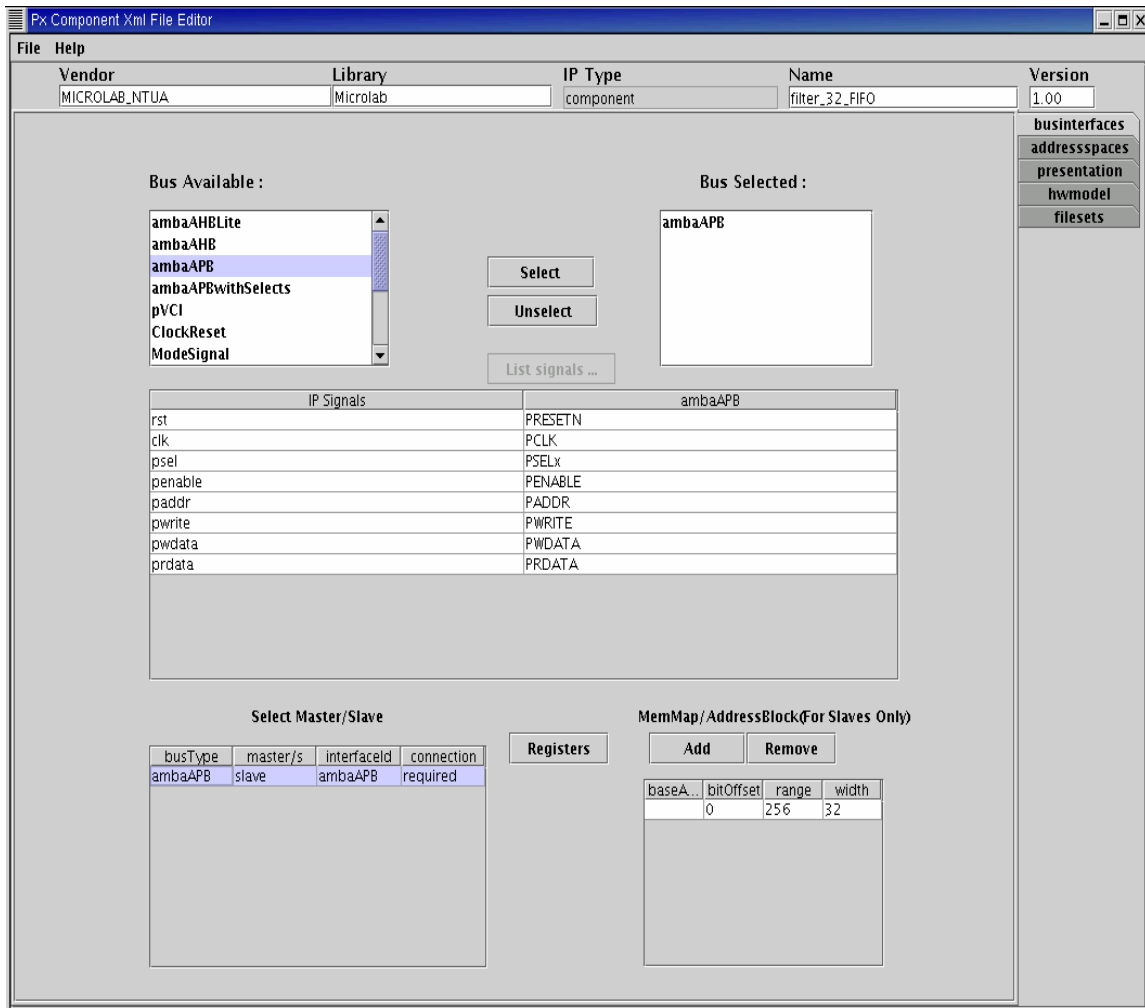 Px Component Xml File Editor
File Help
Vendor Library IP Type Name Version
MICROLAB_NTUA Microlab component filter_32_FIFO 1.00
businterfaces
addressspaces
presentation
hwmodel
filesets
Bus Available : Bus Selected :
ambaAHBLite
ambaAHB
ambaAPB
ambaAPBwithSelects
pVCI
ClockReset
ModeSignal
Select
Unselect
List signals ...
ambaAPB
IP Signals ambaAPB
rst PRESETN
clk PCLK
psel PSELx
penable PENABLE
paddr PADDR
pwrite PWRITE
pwdata PWDATA
prdata PRDATA
Select Master/Slave
busType master/s interfaceId connection
ambaAPB slave ambaAPB required
Registers
MemMap/AddressBlock(For Slaves Only)
Add Remove
baseA... bitOffset range width
0 256 32